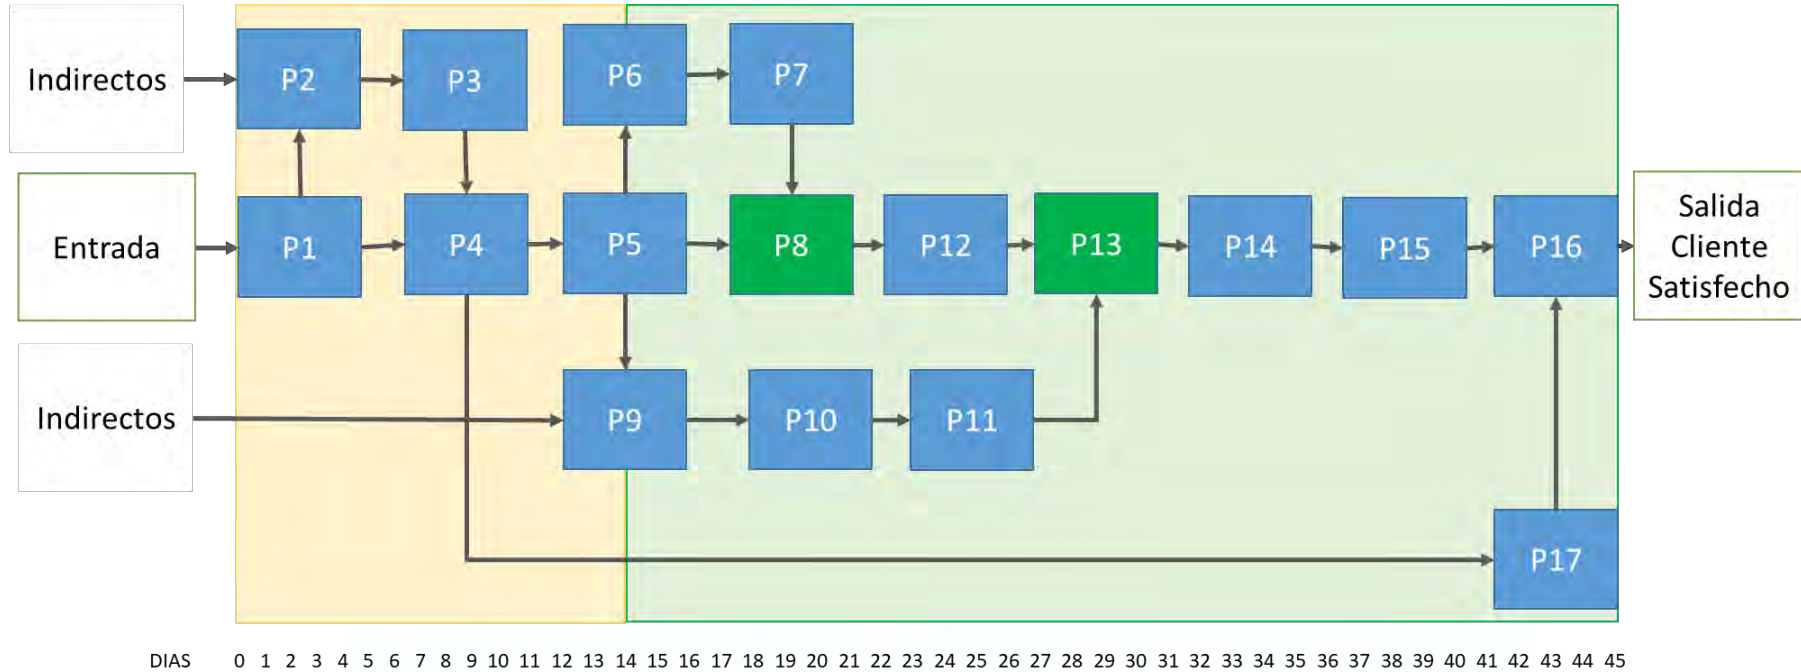 Indirectos
P2
P3
P6
P7
Entrada
P1
P4
P5
P8
P12
P13
P14
P15
P16
Salida
Cliente
Satisfecho
Indirectos
P9
P10
P11
P17
DIAS 0 1 2 3 4 5 6 7 8 9 10 11 12 13 14 15 16 17 18 19 20 21 22 23 24 25 26 27 28 29 30 31 32 33 34 35 36 37 38 39 40 41 42 43 44 45